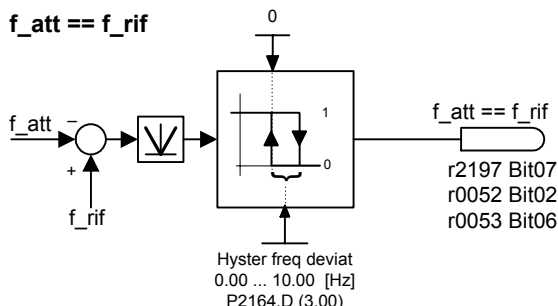 f_att == f_rif
0
f_att
–
+
f_rif
1
0
f_att == f_rif
r2197 Bit07
r0052 Bit02
r0053 Bit06
Hyster freq deviat
0.00 ... 10.00 [Hz]
P2164.D (3.00)